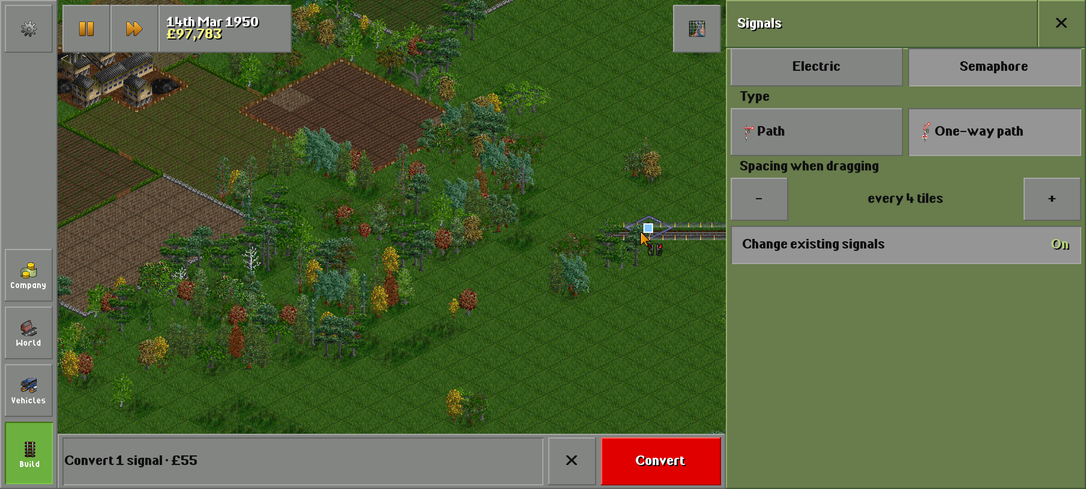 14th Mar 1950
£97,783
Signals
Electric
Semaphore
Type
Path
One-way path
Spacing when dragging
-
every 4 tiles
+
Change existing signals
On
Company
World
Vehicles
Build
Convert 1 signal · £55
Convert